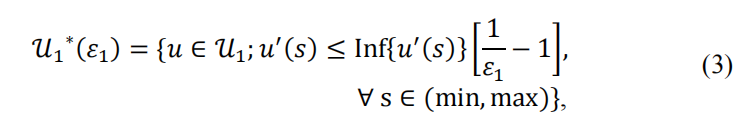 𝒰₁*(ε₁) = {u ∈ 𝒰₁; u′(s) ≤ Inf{u′(s)} [1/ε₁ − 1],
∀ s ∈ (min, max)}, (3)